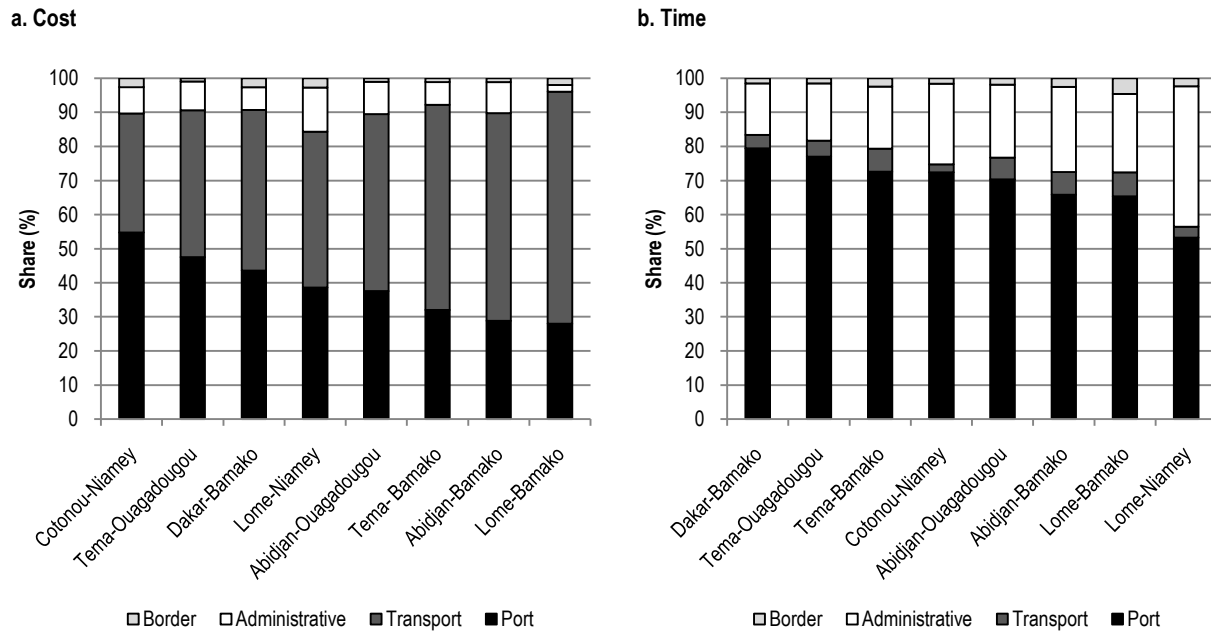 a. Cost
Share (%)
100
90
80
70
60
50
40
30
20
10
0
Cotonou-Niamey
Tema-Ouagadougou
Dakar-Bamako
Lome-Niamey
Abidjan-Ouagadougou
Tema- Bamako
Abidjan-Bamako
Lome-Bamako
Border Administrative Transport Port
b. Time
Share (%)
100
90
80
70
60
50
40
30
20
10
0
Dakar-Bamako
Tema-Ouagadougou
Tema-Bamako
Cotonou-Niamey
Abidjan-Ouagadougou
Abidjan-Bamako
Lome-Bamako
Lome-Niamey
Border Administrative Transport Port